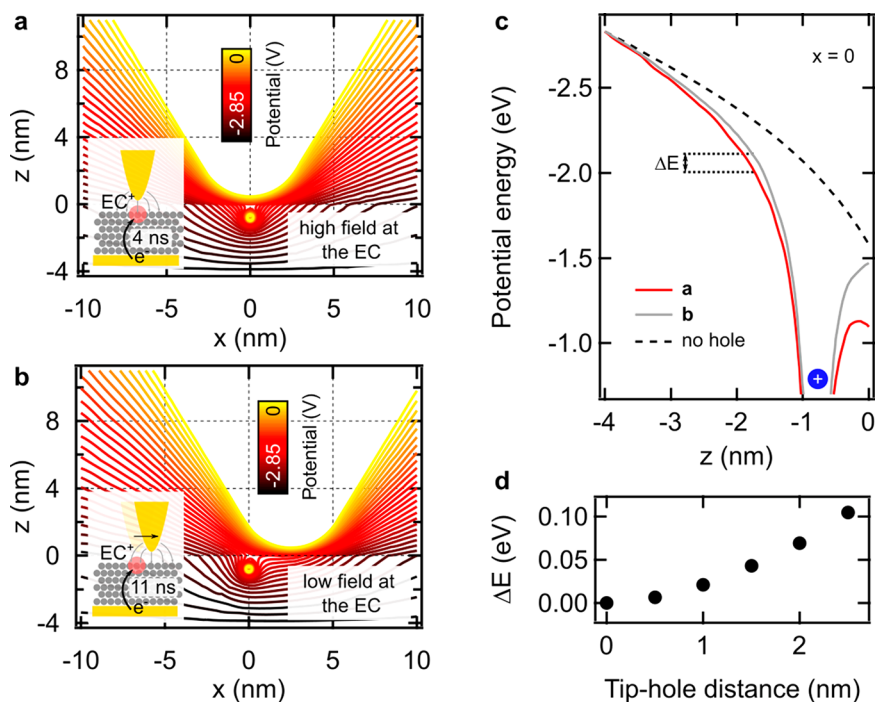 a
z (nm)
8
4
0
-4
0
-2.85
Potential (V)
EC+
4 ns
e-
high field at
the EC
-10
-5
0
5
10
x (nm)
b
z (nm)
8
4
0
-4
0
-2.85
Potential (V)
EC+
11 ns
e-
low field at
the EC
-10
-5
0
5
10
x (nm)
c
Potential energy (eV)
-2.5
-2.0
-1.5
-1.0
x = 0
ΔE
a
b
no hole
+
-4
-3
-2
-1
0
z (nm)
d
ΔE (eV)
0.10
0.05
0.00
0
1
2
Tip-hole distance (nm)